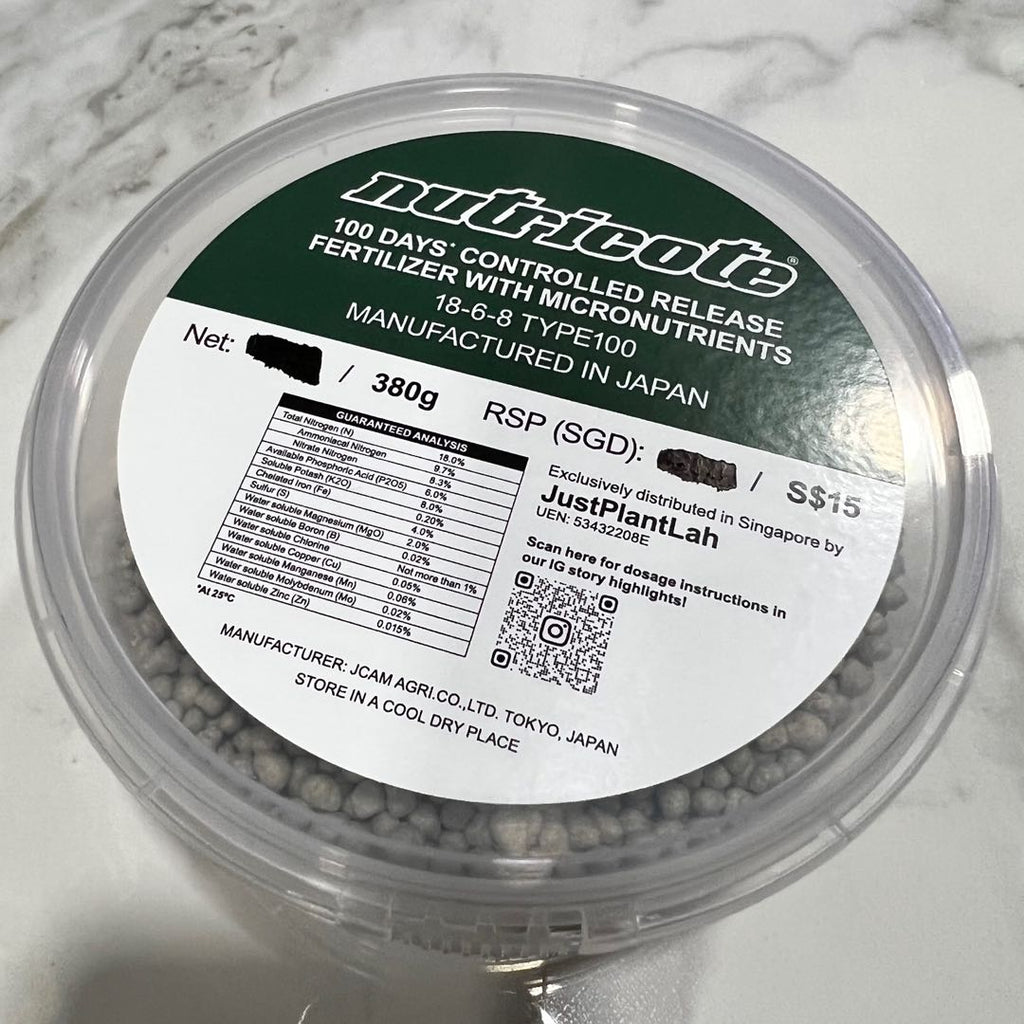 nutricote®
100 DAYS* CONTROLLED RELEASE
FERTILIZER WITH MICRONUTRIENTS
18-6-8 TYPE100
MANUFACTURED IN JAPAN
Net: / 380g
RSP (SGD): / S$15
GUARANTEED ANALYSIS
Total Nitrogen (N) 18.0%
Ammoniacal Nitrogen 9.7%
Nitrate Nitrogen 8.3%
Available Phosphoric Acid (P2O5) 6.0%
Soluble Potash (K2O) 8.0%
Chelated Iron (Fe) 0.20%
Sulfur (S) 4.0%
Water soluble Magnesium (MgO) 2.0%
Water soluble Boron (B) 0.02%
Water soluble Chlorine Not more than 1%
Water soluble Copper (Cu) 0.05%
Water soluble Manganese (Mn) 0.06%
Water soluble Molybdenum (Mo) 0.02%
Water soluble Zinc (Zn) 0.015%
*At 25°C
Exclusively distributed in Singapore by
JustPlantLah
UEN: 53432208E
Scan here for dosage instructions in
our IG story highlights!
MANUFACTURER: JCAM AGRI.CO.,LTD. TOKYO, JAPAN
STORE IN A COOL DRY PLACE